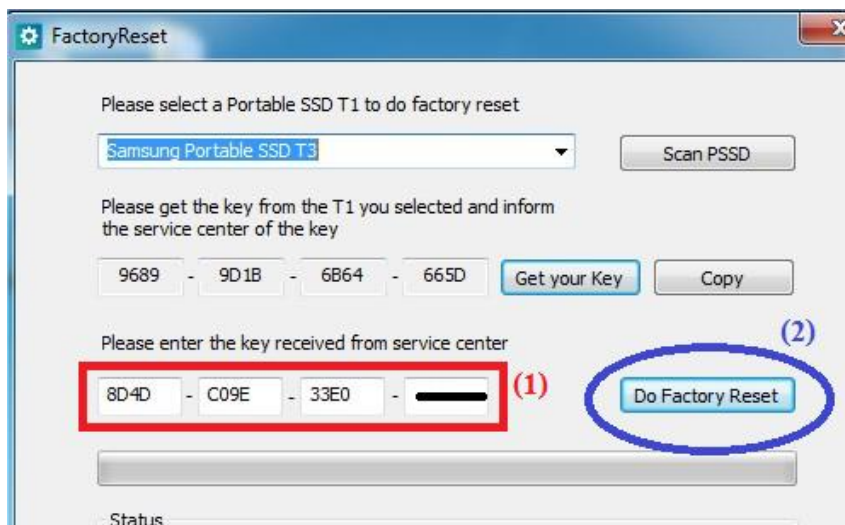 FactoryReset
Please select a Portable SSD T1 to do factory reset
Samsung Portable SSD T3 Scan PSSD
Please get the key from the T1 you selected and inform
the service center of the key
9689 - 9D1B - 6B64 - 665D Get your Key Copy
(2)
Please enter the key received from service center
8D4D - C09E - 33E0 - (1) Do Factory Reset
Status